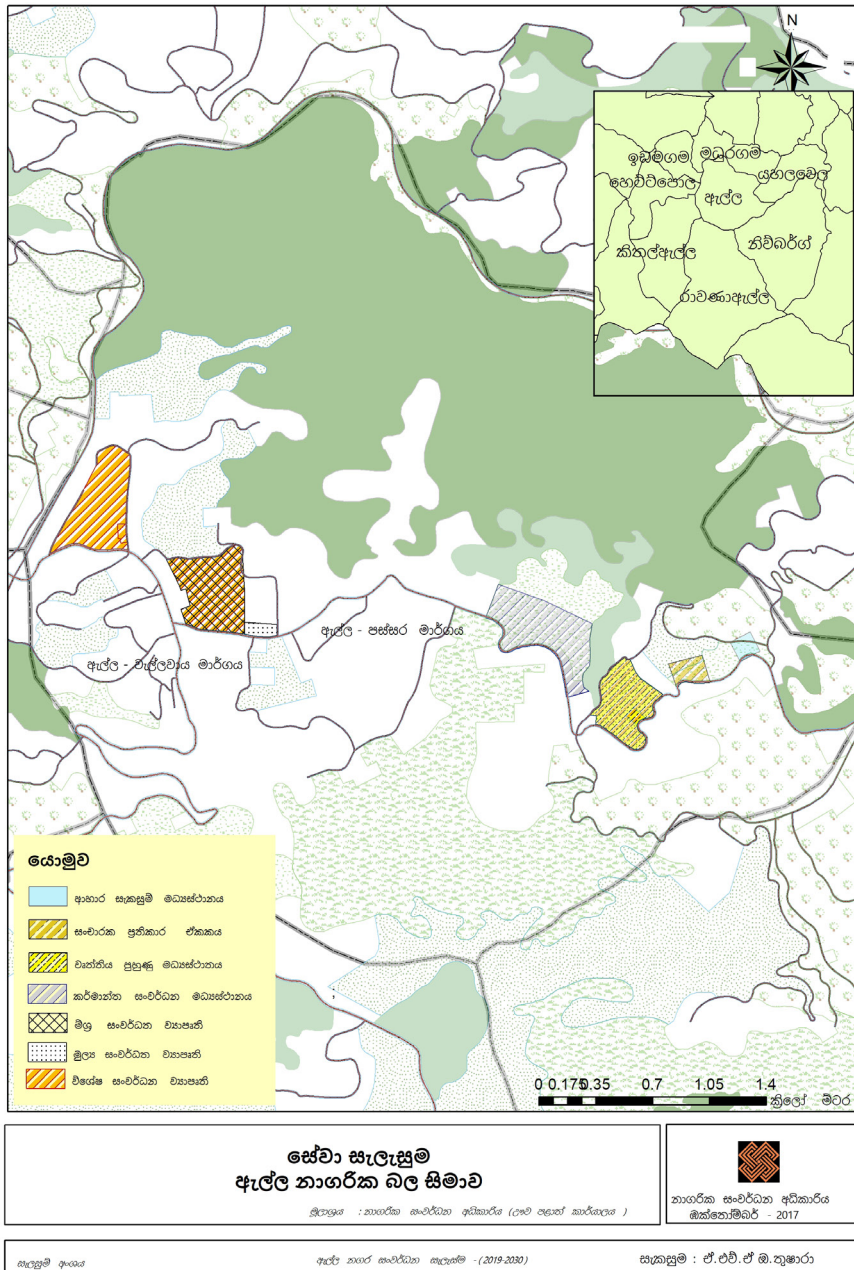 N
ඉඩමගම
මධුරගම
හෙට්ටිපොල
යහලබෙල
ඇල්ල
කිතල්ඇල්ල
නිව්බර්ග්
රාවණාඇල්ල
ඇල්ල - පස්සර මාර්ගය
ඇල්ල - වැල්ලවාය මාර්ගය
යොමුව
ආහාර සැකසුම් මධ්‍යස්ථානය
සංචාරක ප්‍රතිකාර ඒකකය
වෘත්තිය පුහුණු මධ්‍යස්ථානය
කර්මාන්ත සංවර්ධන මධ්‍යස්ථානය
මිශ්‍ර සංවර්ධන ව්‍යාපෘති
මූල්‍ය සංවර්ධන ව්‍යාපෘති
විශේෂ සංවර්ධන ව්‍යාපෘති
0 0.175 0.35 0.7 1.05 1.4
ක්‍රිලෝ මීටර
සේවා සැලැසුම
ඇල්ල නාගරික බල සිමාව
මූලාශ්‍රය : නාගරික සංවර්ධන අධිකාරිය (ඌව පළාත් කාර්යාලය )
නාගරික සංවර්ධන අධිකාරිය
ඔක්තෝම්බර් - 2017
සැලසුම් අංශය
ඇල්ල නගර සංවර්ධන සැලැස්ම - (2019-2030)
සැකසුම : ඒ.එච්.ඒ ඔ.තුෂාරා